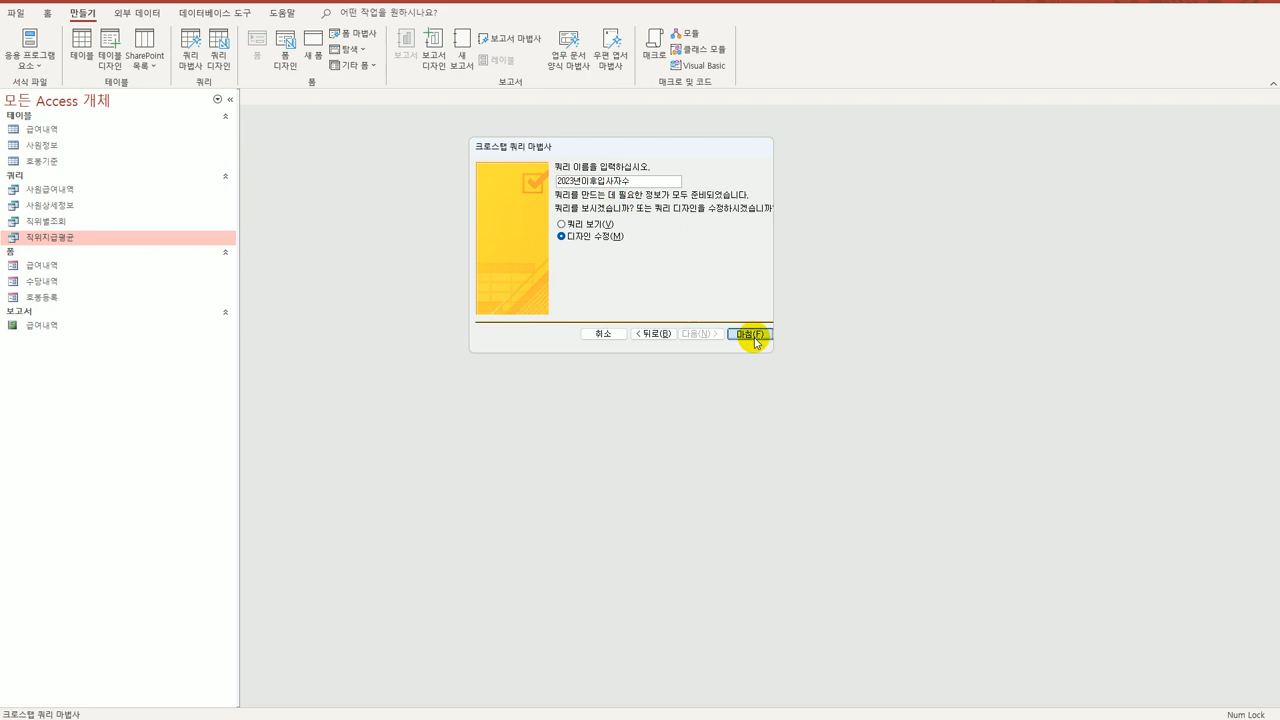 파일 홈 만들기 외부 데이터 데이터베이스 도구 도움말 어떤 작업을 원하시나요?
응용 프로그램 요소
서식 파일
테이블
테이블 디자인
SharePoint 목록
테이블
쿼리 마법사
쿼리 디자인
쿼리
폼
폼 디자인
새 폼
폼 마법사
탐색
기타 폼
폼
보고서
보고서 디자인
새 보고서
보고서 마법사
레이블
업무 문서 양식 마법사
우편 엽서 마법사
보고서
매크로
모듈
클래스 모듈
Visual Basic
매크로 및 코드
모든 Access 개체
테이블
급여내역
사원정보
호봉기준
쿼리
사원급여내역
사원상세정보
직위별조회
직위지급평균
폼
급여내역
수당내역
호봉등록
보고서
급여내역
크로스탭 쿼리 마법사
쿼리 이름을 입력하십시오.
2023년이후입사자수
쿼리를 만드는 데 필요한 정보가 모두 준비되었습니다.
쿼리를 보시겠습니까? 또는 쿼리 디자인을 수정하시겠습니까
쿼리 보기(V)
디자인 수정(M)
취소 < 뒤로(B) 다음(N) > 마침(F)
크로스탭 쿼리 마법사 Num Lock